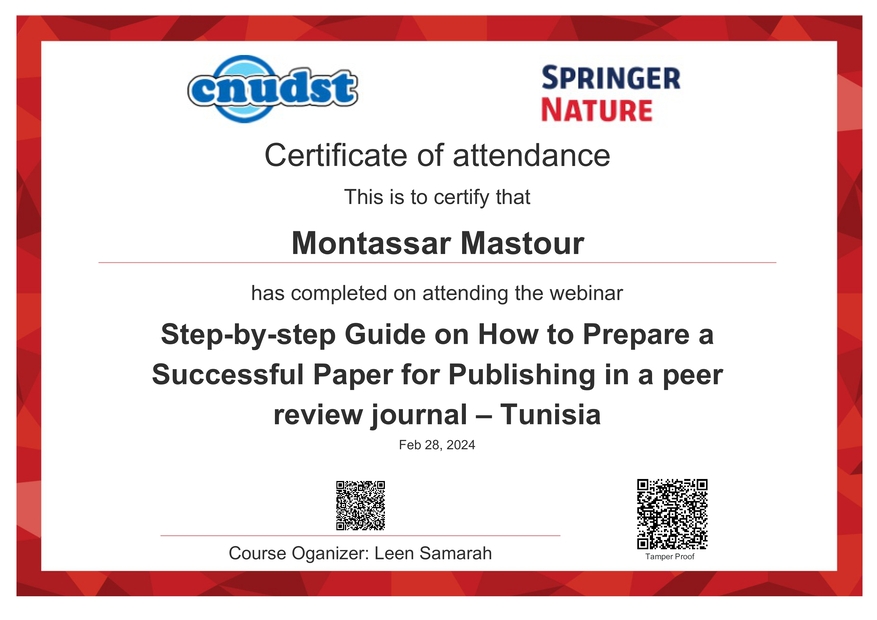 cnudst
SPRINGER
NATURE
Certificate of attendance
This is to certify that
Montassar Mastour
has completed on attending the webinar
Step-by-step Guide on How to Prepare a
Successful Paper for Publishing in a peer
review journal – Tunisia
Feb 28, 2024
Course Oganizer: Leen Samarah
Tamper Proof